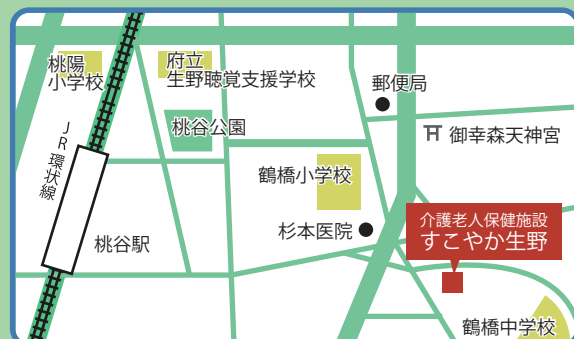 桃陽
小学校
府立
生野聴覚支援学校
郵便局
桃谷公園
御幸森天神宮
JR環状線
鶴橋小学校
杉本医院
介護老人保健施設
すこやか生野
桃谷駅
鶴橋中学校